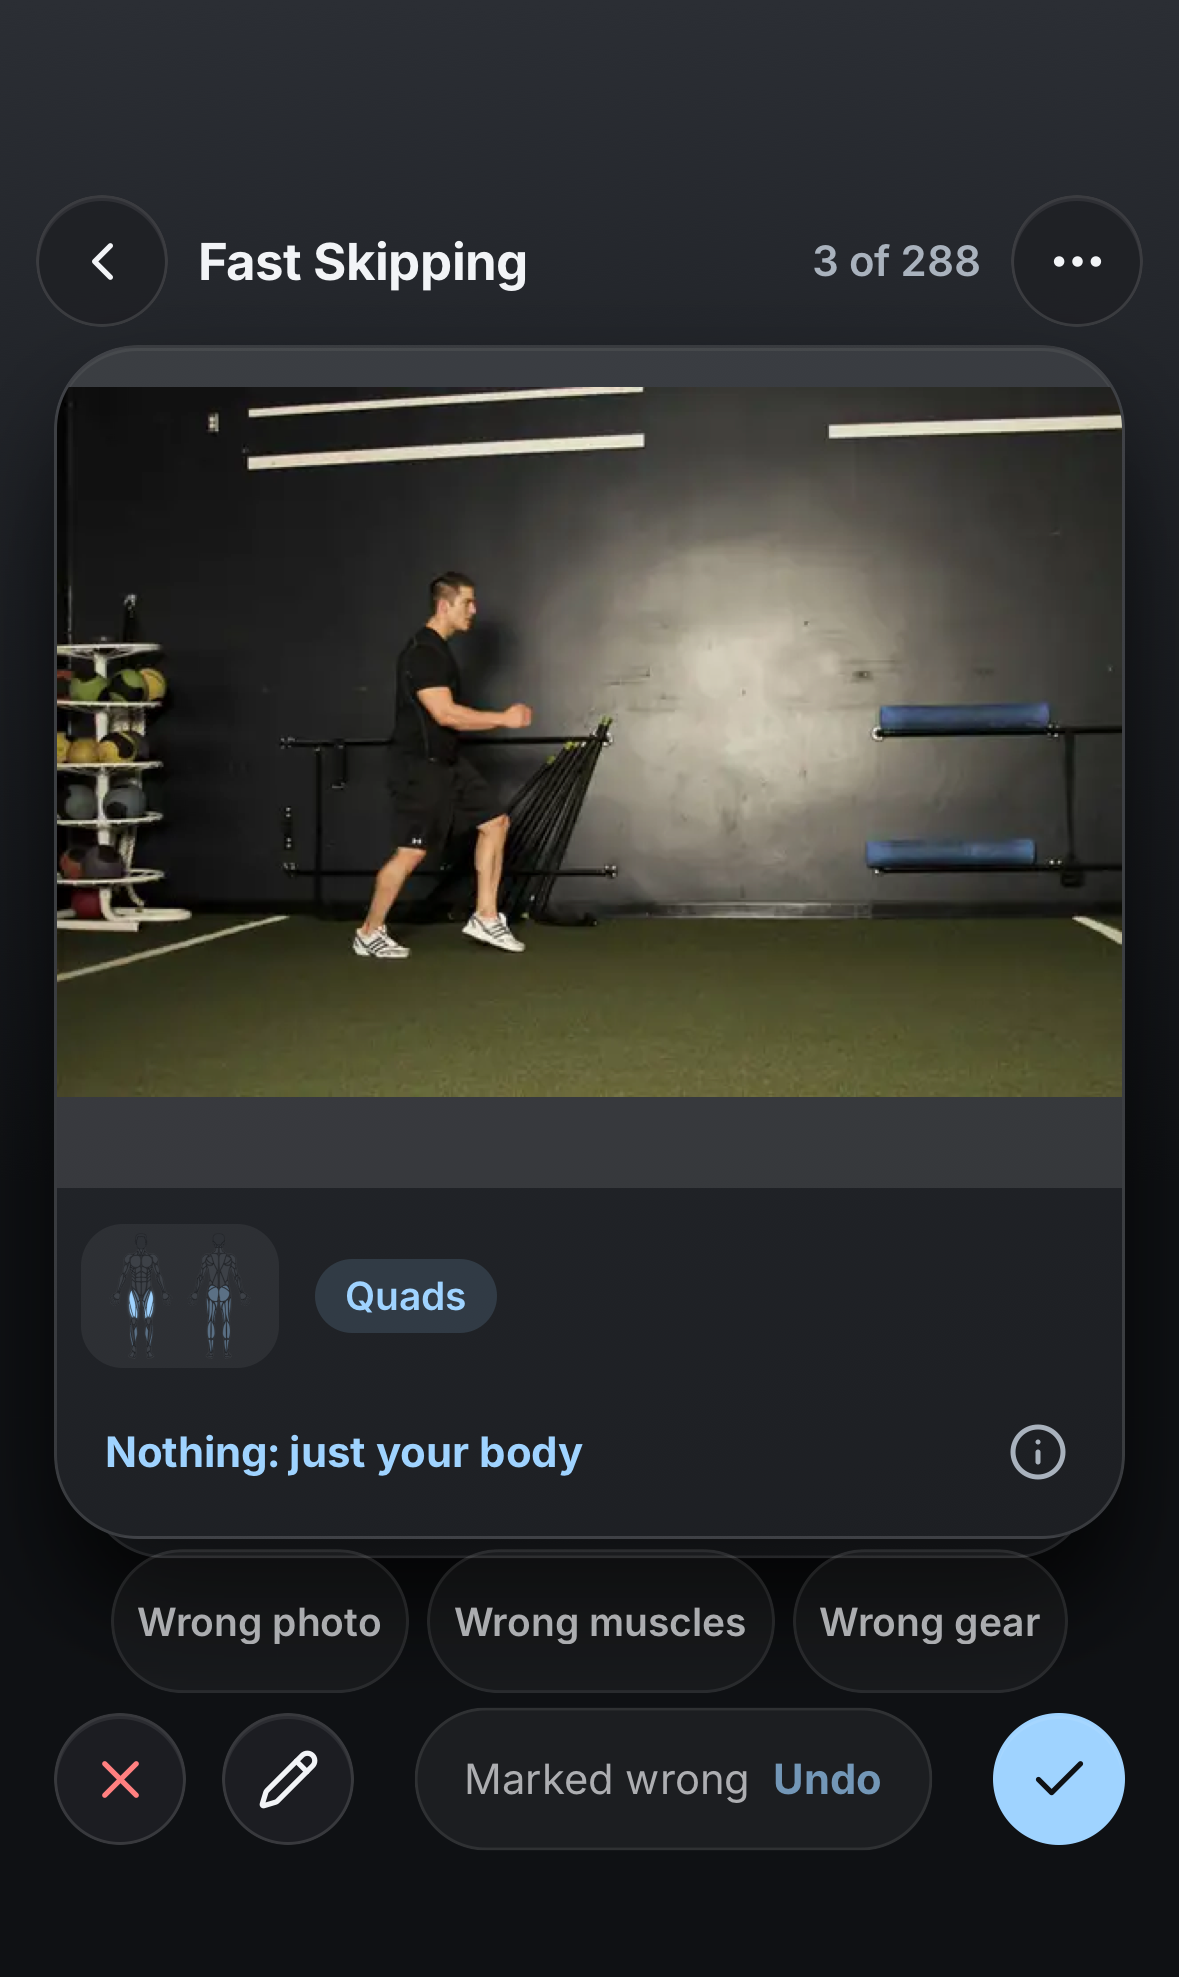 Fast Skipping
3 of 288
Quads
Nothing: just your body
Wrong photo
Wrong muscles
Wrong gear
Marked wrong Undo